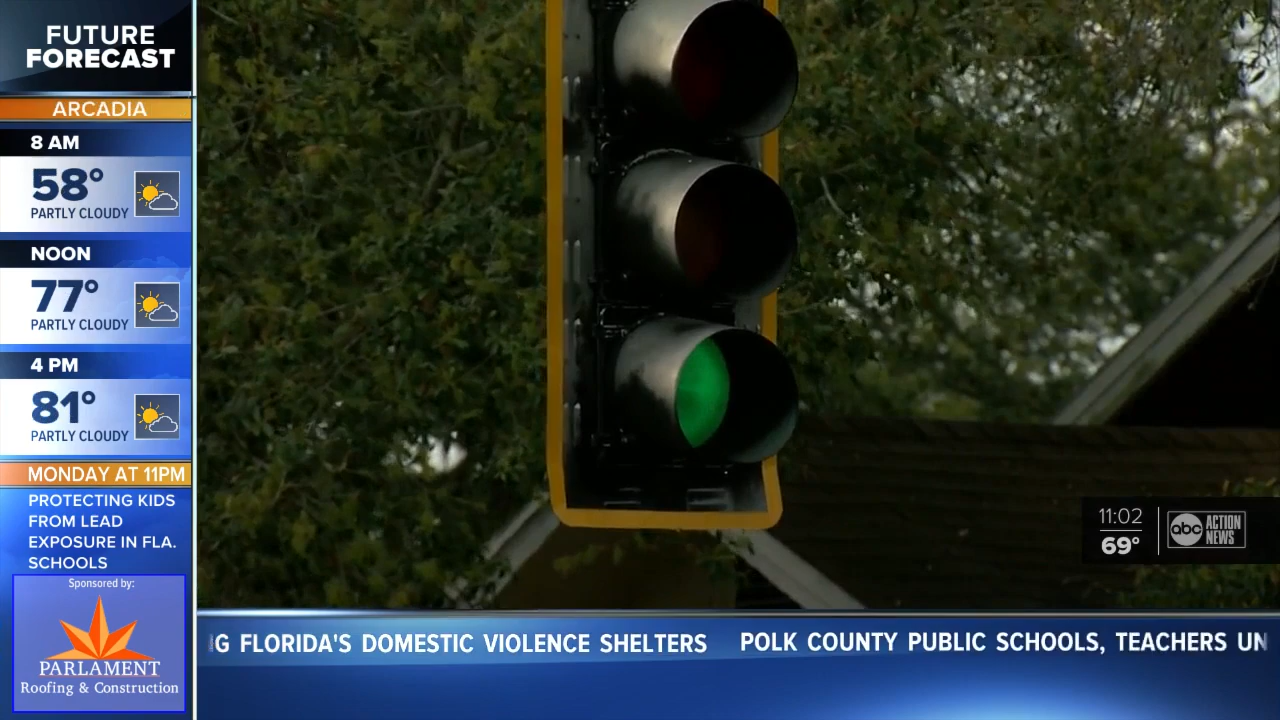 FUTURE
FORECAST
ARCADIA
8 AM
58°
PARTLY CLOUDY
NOON
77°
PARTLY CLOUDY
4 PM
81°
PARTLY CLOUDY
MONDAY AT 11PM
PROTECTING KIDS
FROM LEAD
EXPOSURE IN FLA.
SCHOOLS
Sponsored by:
PARLAMENT
Roofing & Construction
11:02
69°
abc
ACTION
NEWS
G FLORIDA'S DOMESTIC VIOLENCE SHELTERS POLK COUNTY PUBLIC SCHOOLS, TEACHERS UN